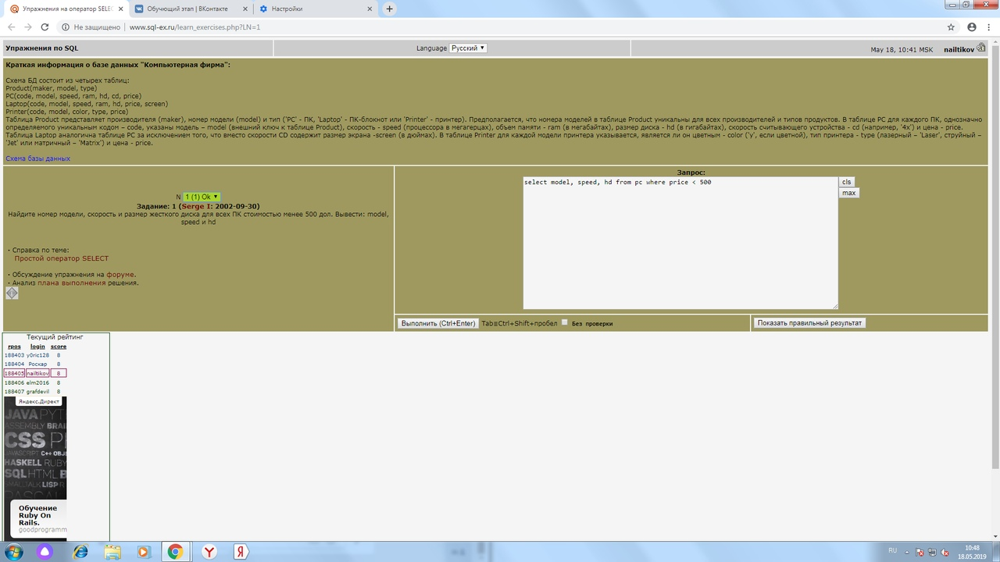 Упражнения на оператор SELEC
Обучающий этап | ВКонтакте
Настройки
Не защищено | www.sql-ex.ru/learn_exercises.php?LN=1
Упражнения по SQL
Language Русский
May 18, 10:41 MSK nailtikov
Краткая информация о базе данных "Компьютерная фирма":
Схема БД состоит из четырех таблиц:
Product(maker, model, type)
PC(code, model, speed, ram, hd, cd, price)
Laptop(code, model, speed, ram, hd, price, screen)
Printer(code, model, color, type, price)
Таблица Product представляет производителя (maker), номер модели (model) и тип ('PC' - ПК, 'Laptop' - ПК-блокнот или 'Printer' - принтер). Предполагается, что номера моделей в таблице Product уникальны для всех производителей и типов продуктов. В таблице PC для каждого ПК, однозначно
определяемого уникальным кодом – code, указаны модель – model (внешний ключ к таблице Product), скорость - speed (процессора в мегагерцах), объем памяти - ram (в мегабайтах), размер диска - hd (в гигабайтах), скорость считывающего устройства - cd (например, '4x') и цена - price.
Таблица Laptop аналогична таблице PC за исключением того, что вместо скорости CD содержит размер экрана -screen (в дюймах). В таблице Printer для каждой модели принтера указывается, является ли он цветным - color ('y', если цветной), тип принтера - type (лазерный – 'Laser', струйный –
'Jet' или матричный – 'Matrix') и цена - price.
Схема базы данных
N 1 (1) Ok
Задание: 1 (Serge I: 2002-09-30)
Найдите номер модели, скорость и размер жесткого диска для всех ПК стоимостью менее 500 дол. Вывести: model,
speed и hd
- Справка по теме:
Простой оператор SELECT
- Обсуждение упражнения на форуме.
- Анализ плана выполнения решения.
Запрос:
select model, speed, hd from pc where price < 500
cls
max
Выполнить (Ctrl+Enter) Tab≡Ctrl+Shift+пробел Без проверки
Показать правильный результат
Текущий рейтинг
rpos login score
188403 y0ric128 8
188404 Роскар 8
188405 nailtikov 8
188406 elm2016 8
188407 grafdevil 8
Яндекс.Директ
JAVA PYT
ASSEMBLY BRAI
CSS P
JAVASCRIPT C++ OBJ
HASKELL RUBY
SQL HTML B
SMALLTALK LISP R
PASCAL
Обучение
Ruby On
Rails.
goodprogramm
RU
10:48
18.05.2019